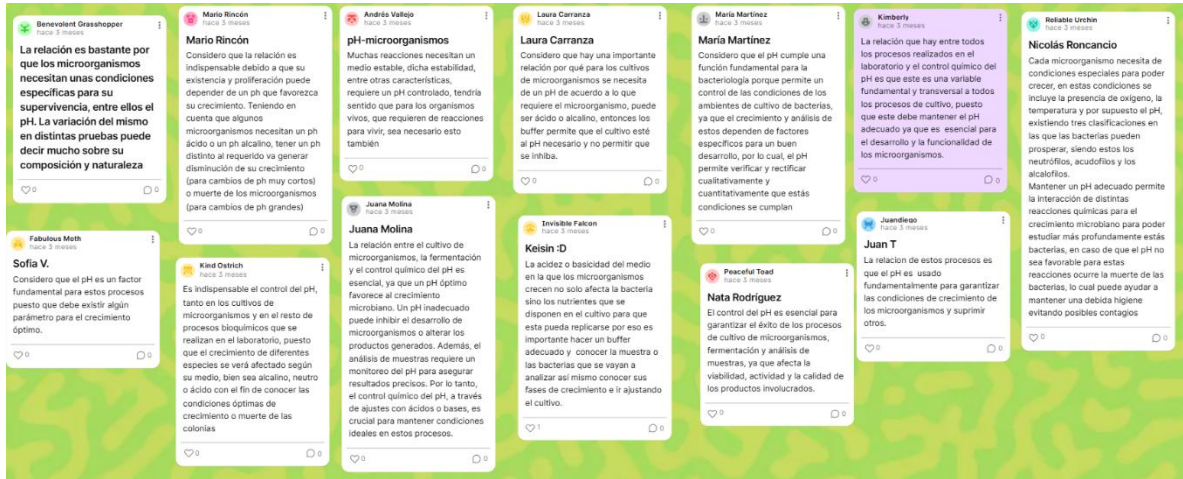 Benevolent Grasshopper
hace 3 meses
La relación es bastante por
que los microorganismos
necesitan unas condiciones
específicas para su
supervivencia, entre ellos el
pH. La variación del mismo
en distintas pruebas puede
decir mucho sobre su
composición y naturaleza
0
0
Fabulous Moth
hace 3 meses
Sofia V.
Considero que el pH es un factor
fundamental para estos procesos
puesto que debe existir algún
parámetro para el crecimiento
óptimo.
0
0
Mario Rincón
hace 3 meses
Mario Rincón
Considero que la relación es
indispensable debido a que su
existencia y proliferación puede
depender de un ph que favorezca
su crecimiento. Teniendo en
cuenta que algunos
microorganismos necesitan un ph
ácido o un ph alcalino, tener un ph
distinto al requerido va generar
disminución de su crecimiento
(para cambios de ph muy cortos)
o muerte de los microorganismos
(para cambios de ph grandes)
0
0
Kind Ostrich
hace 3 meses
Es indispensable el control del pH,
tanto en los cultivos de
microorganismos y en el resto de
procesos bioquímicos que se
realizan en el laboratorio, puesto
que el crecimiento de diferentes
especies se verá afectado según
su medio, bien sea alcalino, neutro
o ácido con el fin de conocer las
condiciones óptimas de
crecimiento o muerte de las
colonias
0
0
Andrés Vallejo
hace 3 meses
pH-microorganismos
Muchas reacciones necesitan un
medio estable, dicha estabilidad,
entre otras características,
requiere un pH controlado, tendría
sentido que para los organismos
vivos, que requieren de reacciones
para vivir, sea necesario esto
también
0
0
Juana Molina
hace 3 meses
Juana Molina
La relación entre el cultivo de
microorganismos, la fermentación
y el control químico del pH es
esencial, ya que un pH óptimo
favorece al crecimiento
microbiano. Un pH inadecuado
puede inhibir el desarrollo de
microorganismos o alterar los
productos generados. Además, el
análisis de muestras requiere un
monitoreo del pH para asegurar
resultados precisos. Por lo tanto,
el control químico del pH, a través
de ajustes con ácidos o bases, es
crucial para mantener condiciones
ideales en estos procesos.
0
0
Laura Carranza
hace 3 meses
Laura Carranza
Considero que hay una importante
relación por qué para los cultivos
de microorganismos se necesita
de un pH de acuerdo a lo que
requiere el microorganismo, puede
ser ácido o alcalino, entonces los
buffer permite que el cultivo esté
al pH necesario y no permitir que
se inhiba.
0
0
Invisible Falcon
hace 3 meses
Keisin :D
La acidez o basicidad del medio
en la que los microorganismos
crecen no solo afecta la bacteria
sino los nutrientes que se
disponen en el cultivo para que
esta pueda replicarse por eso es
importante hacer un buffer
adecuado y conocer la muestra o
las bacterias que se vayan a
analizar así mismo conocer sus
fases de crecimiento e ir ajustando
el cultivo.
1
0
María Martínez
hace 3 meses
María Martínez
Considero que el pH cumple una
función fundamental para la
bacteriología porque permite un
control de las condiciones de los
ambientes de cultivo de bacterias,
ya que el crecimiento y análisis de
estos dependen de factores
específicos para un buen
desarrollo, por lo cual, el pH
permite verificar y rectificar
cualitativamente y
cuantitativamente que estás
condiciones se cumplan
0
0
Peaceful Toad
hace 3 meses
Nata Rodríguez
El control del pH es esencial para
garantizar el éxito de los procesos
de cultivo de microorganismos,
fermentación y análisis de
muestras, ya que afecta la
viabilidad, actividad y la calidad de
los productos involucrados.
0
0
Kimberly
hace 3 meses
La relación que hay entre todos
los procesos realizados en el
laboratorio y el control quimico del
pH es que este es una variable
fundamental y transversal a todos
los procesos de cultivo, puesto
que este debe mantener el pH
adecuado ya que es esencial para
el desarrollo y la funcionalidad de
los microorganismos.
0
0
Juandiego
hace 3 meses
Juan T
La relacion de estos procesos es
que el pH es usado
fundamentalmente para garantizar
las condiciones de crecimiento de
los microorganismos y suprimir
otros.
0
0
Reliable Urchin
hace 3 meses
Nicolás Roncancio
Cada microorganismo necesita de
condiciones especiales para poder
crecer, en estas condiciones se
incluye la presencia de oxígeno, la
temperatura y por supuesto el pH,
existiendo tres clasificaciones en
las que las bacterias pueden
prosperar, siendo estos los
neutrófilos, acudofilos y los
alcalofilos.
Mantener un pH adecuado permite
la interacción de distintas
reacciones químicas para el
crecimiento microbiano para poder
estudiar más profundamente estás
bacterias, en caso de que el pH no
sea favorable para estas
reacciones ocurre la muerte de las
bacterias, lo cual puede ayudar a
mantener una debida higiene
evitando posibles contagios
0
0